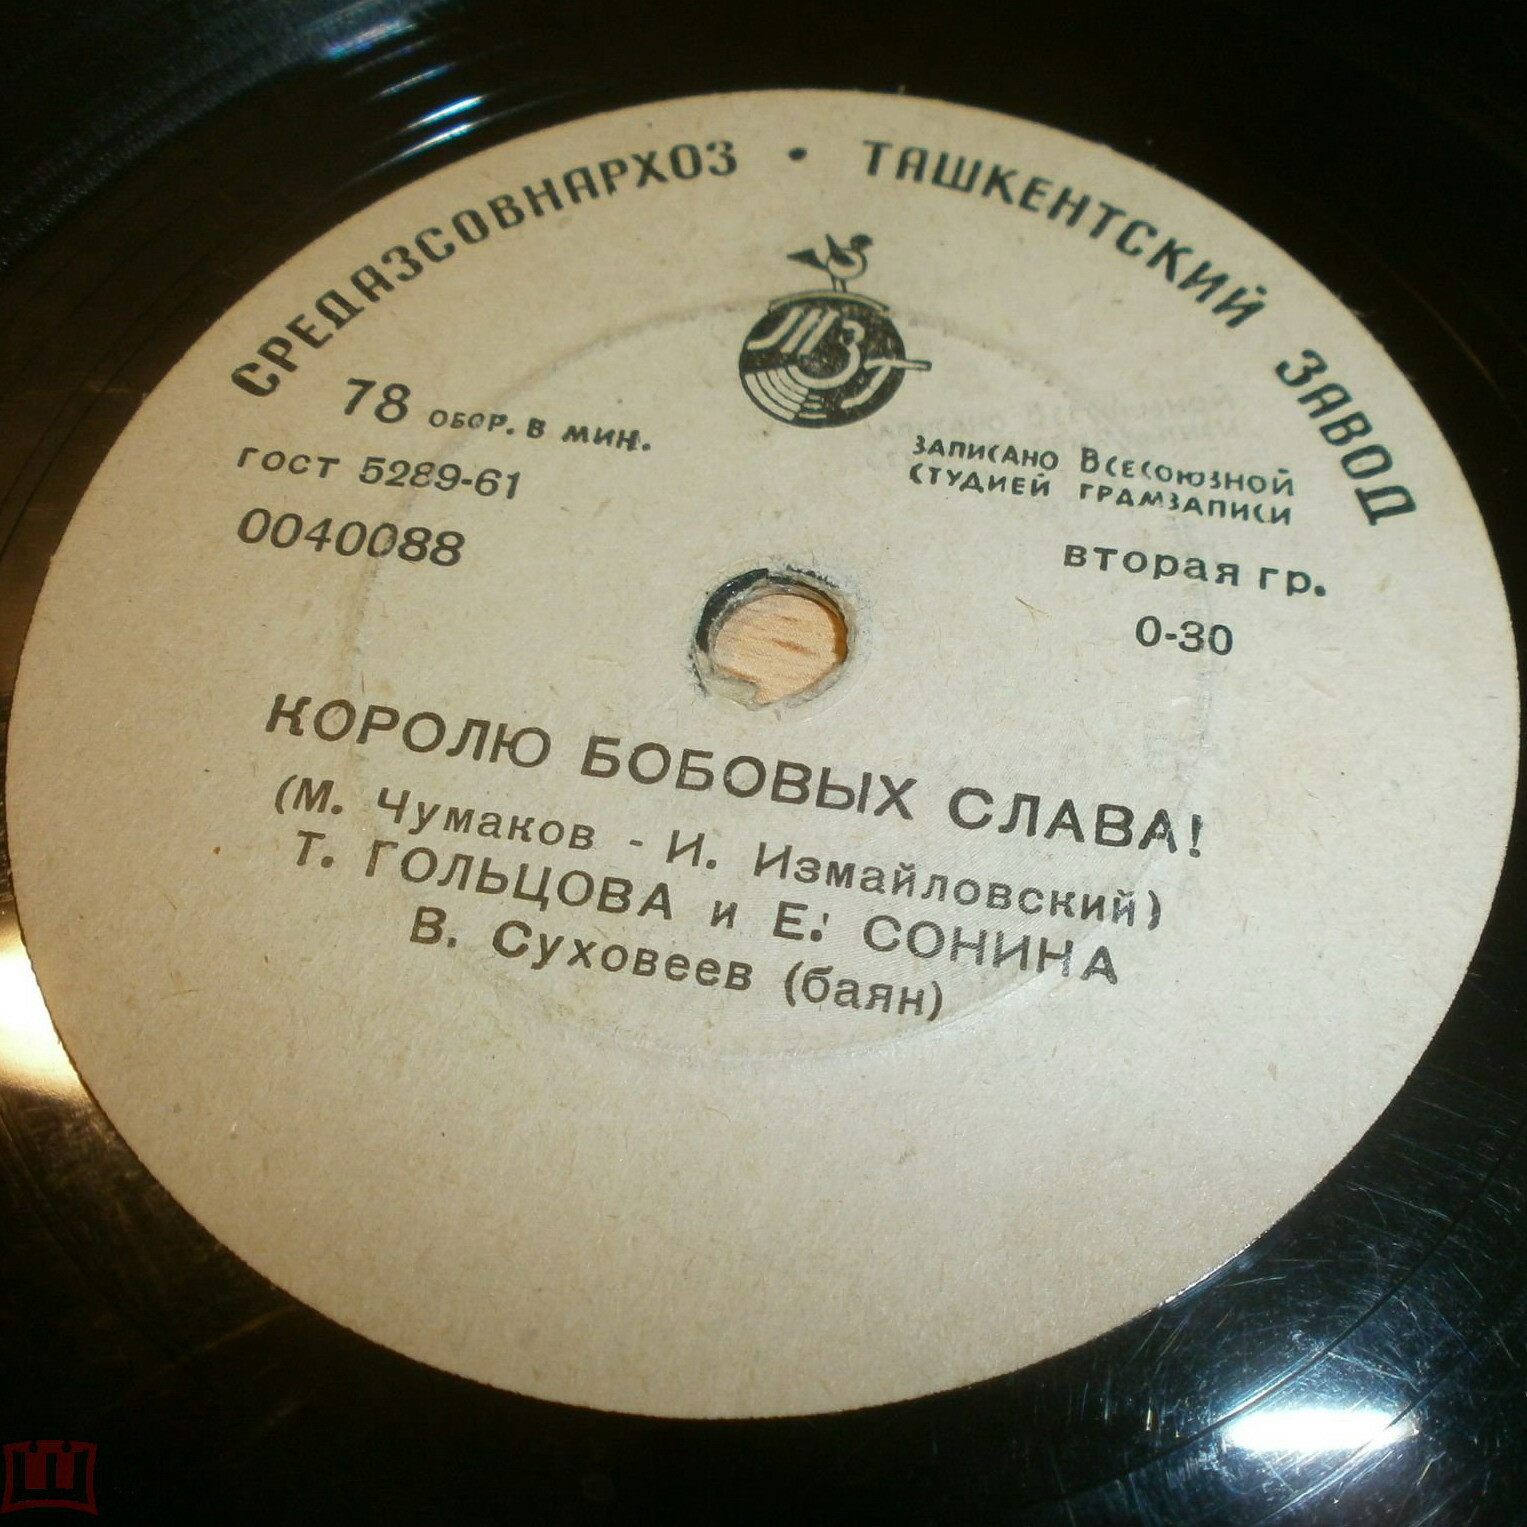 СРЕДАЗСОВНАРХОЗ • ТАШКЕНТСКИЙ ЗАВОД
ТЗ
78 ОБОР. В МИН.
ГОСТ 5289-61
0040088
ЗАПИСАНО ВСЕСОЮЗНОЙ
СТУДИЕЙ ГРАМЗАПИСИ
вторая гр.
0-30
КОРОЛЮ БОБОВЫХ СЛАВА!
(М. Чумаков - И. Измайловский)
Т. ГОЛЬЦОВА и Е. СОНИНА
В. Суховеев (баян)